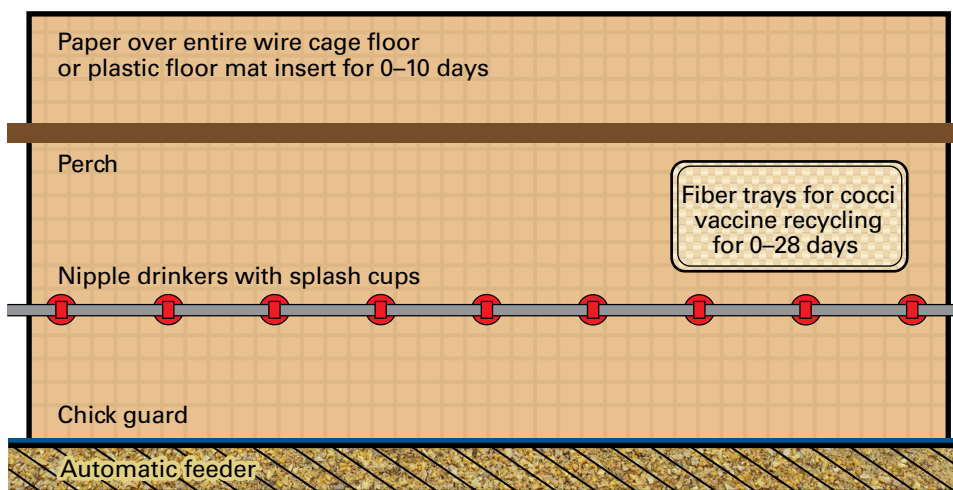 Paper over entire wire cage floor
or plastic floor mat insert for 0–10 days
Perch
Fiber trays for cocci
vaccine recycling
for 0–28 days
Nipple drinkers with splash cups
Chick guard
Automatic feeder